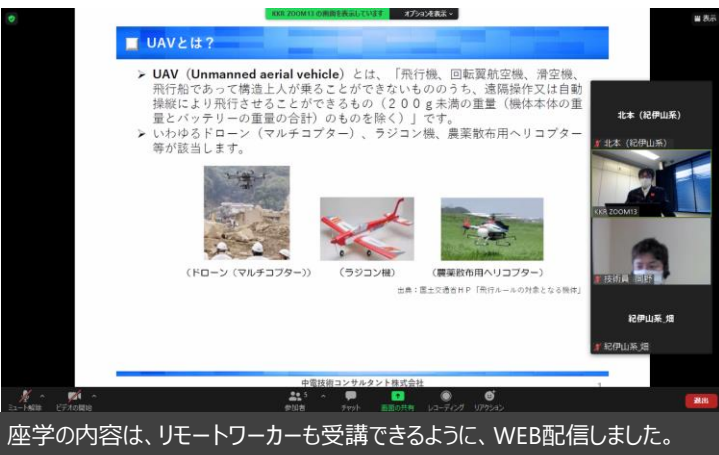 KKR ZOOM13 の画面を表示しています
オプションを表示
表示
UAVとは？
➢ UAV（Unmanned aerial vehicle）とは、「飛行機、回転翼航空機、滑空機、
飛行船であって構造上人が乗ることができないもののうち、遠隔操作又は自動
操縦により飛行させることができるもの（２００ｇ未満の重量（機体本体の重
量とバッテリーの重量の合計）のものを除く）」です。
➢ いわゆるドローン（マルチコプター）、ラジコン機、農薬散布用ヘリコプター
等が該当します。
（ドローン（マルチコプター））
（ラジコン機）
（農薬散布用ヘリコプター）
出典：国土交通省ＨＰ「飛行ルールの対象となる機体」
中電技術コンサルタント株式会社
1
北本（紀伊山系）
北本（紀伊山系）
KKR ZOOM13
技術員
紀伊山系_畑
紀伊山系_畑
ミュート解除
ビデオの開始
5
参加者
チャット
画面の共有
レコーディング
リアクション
退出
座学の内容は、リモートワーカーも受講できるように、WEB配信しました。